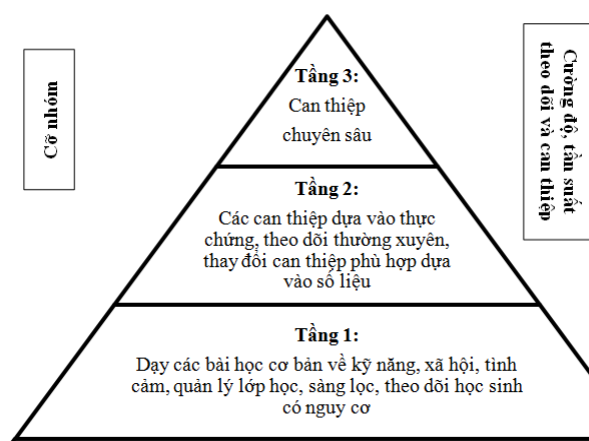 Cỡ nhóm
Tầng 3:
Can thiệp
chuyên sâu
Cường độ, tần suất
theo dõi và can thiệp
Tầng 2:
Các can thiệp dựa vào thực
chứng, theo dõi thường xuyên,
thay đổi can thiệp phù hợp dựa
vào số liệu
Tầng 1:
Dạy các bài học cơ bản về kỹ năng, xã hội, tình
cảm, quản lý lớp học, sàng lọc, theo dõi học sinh
có nguy cơ